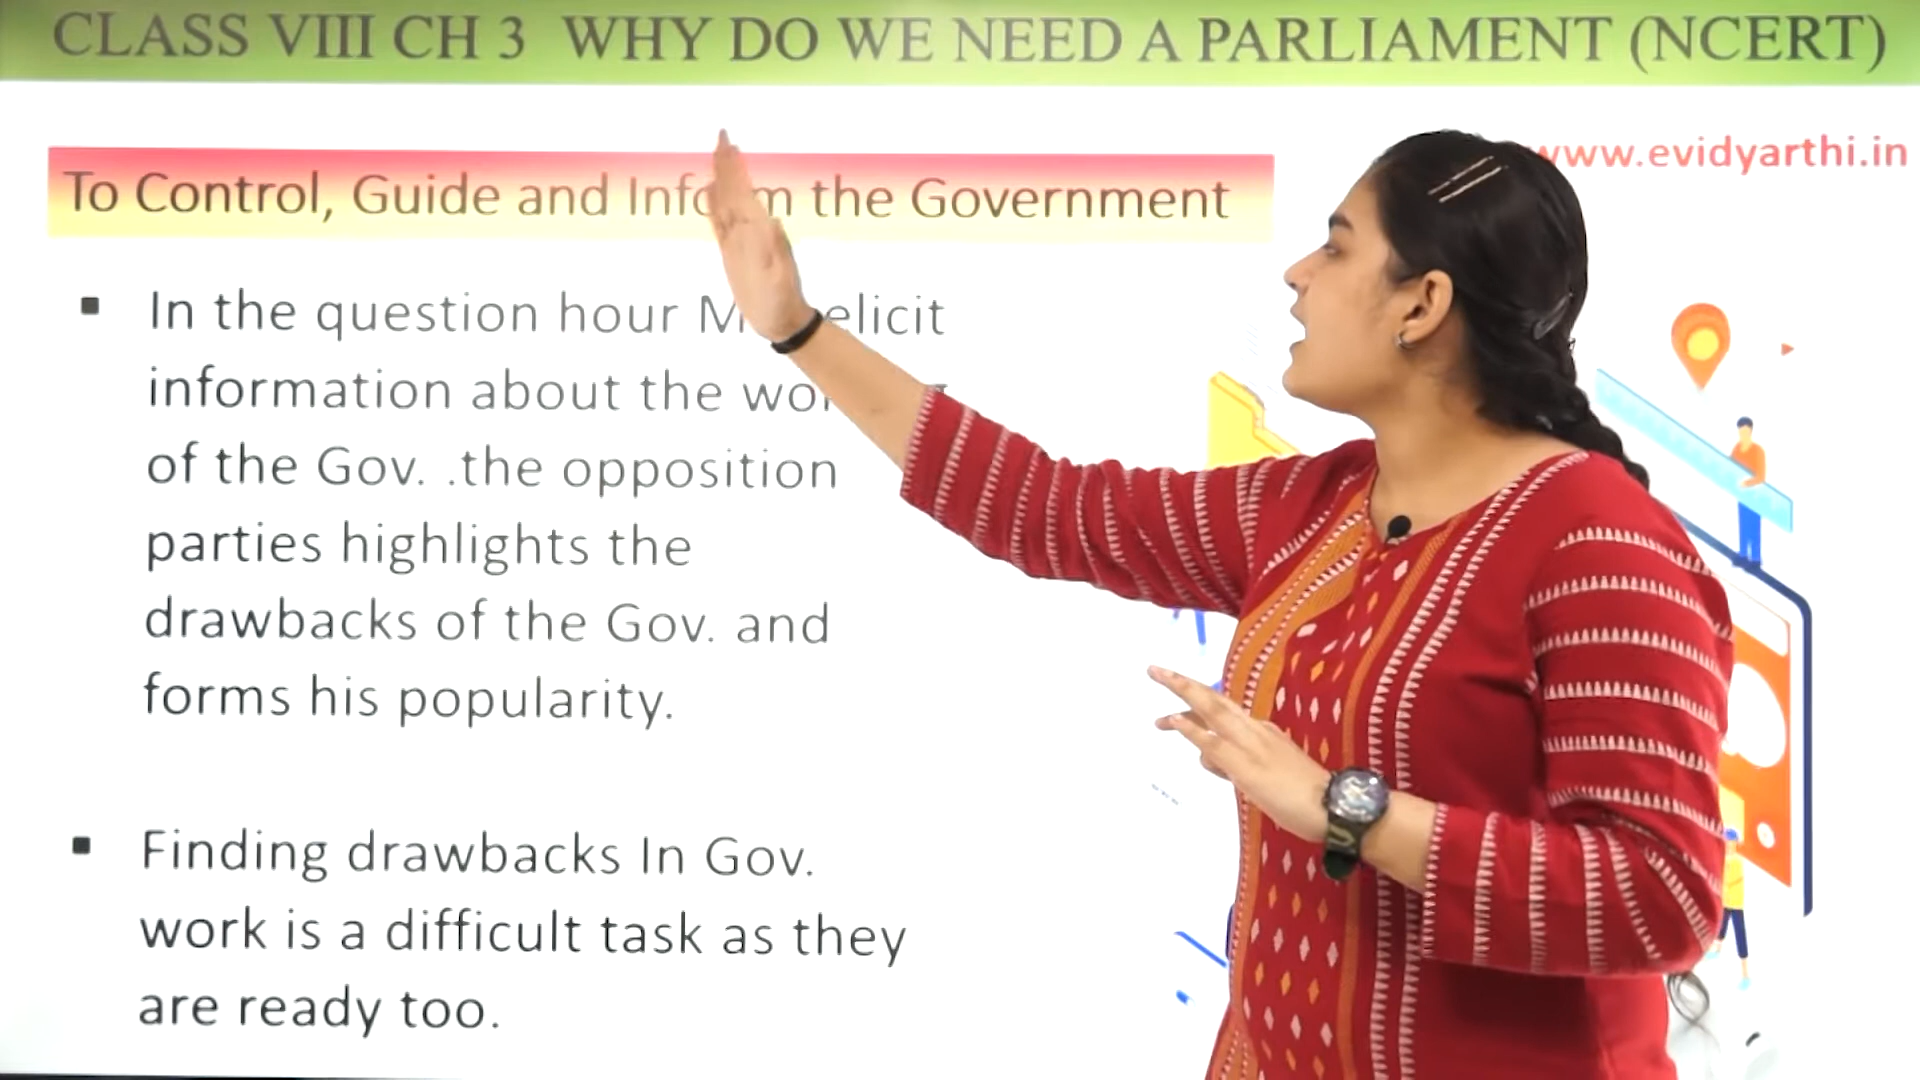 CLASS VIII CH 3 WHY DO WE NEED A PARLIAMENT (NCERT)
www.evidyarthi.in
To Control, Guide and Inform the Government
▪ In the question hour elicit
information about the
of the Gov. .the opposition
parties highlights the
drawbacks of the Gov. and
forms his popularity.
▪ Finding drawbacks In Gov.
work is a difficult task as they
are ready too.